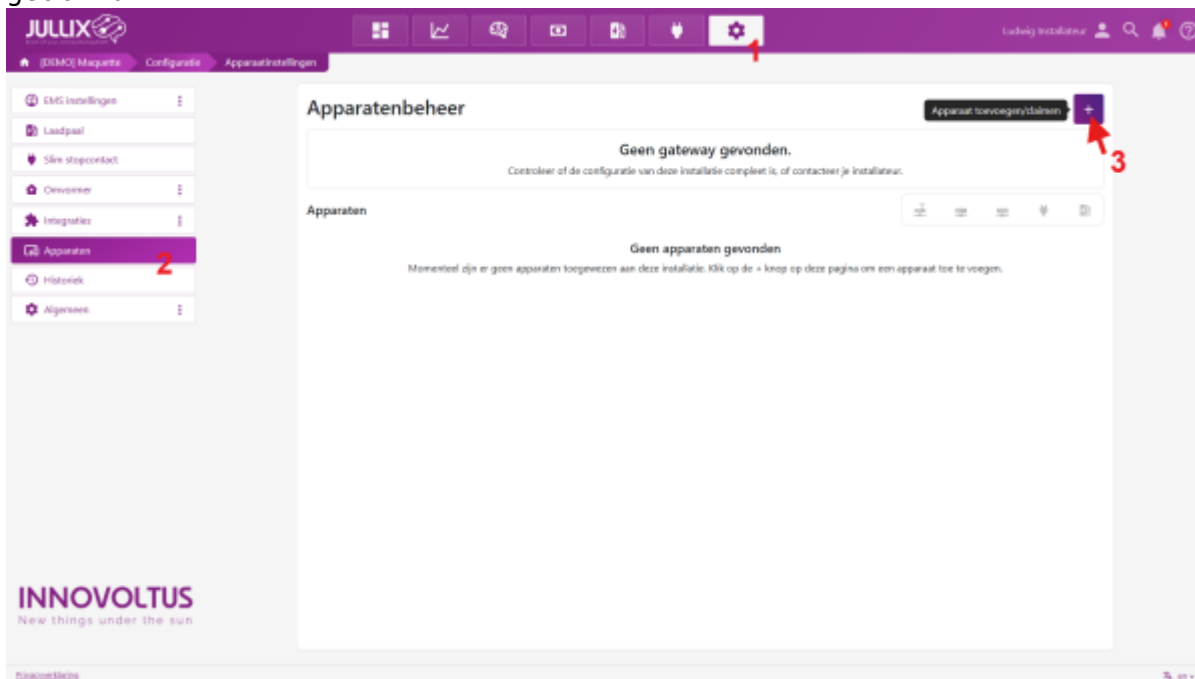 JULLIX
Ludwig Installateur
[DEMO] Maquette
Configuratie
Apparaatinstellingen
1
EMS instellingen
Laadpaal
Slim stopcontact
Omvormer
Integraties
Apparaten
2
Historiek
Algemeen
Apparatenbeheer
Apparaat toevoegen/claimen
+
3
Geen gateway gevonden.
Controleer of de configuratie van deze installatie compleet is, of contacteer je installateur.
Apparaten
Geen apparaten gevonden
Momenteel zijn er geen apparaten toegewezen aan deze installatie. Klik op de + knop op deze pagina om een apparaat toe te voegen.
INNOVOLTUS
New things under the sun
Privacyverklaring